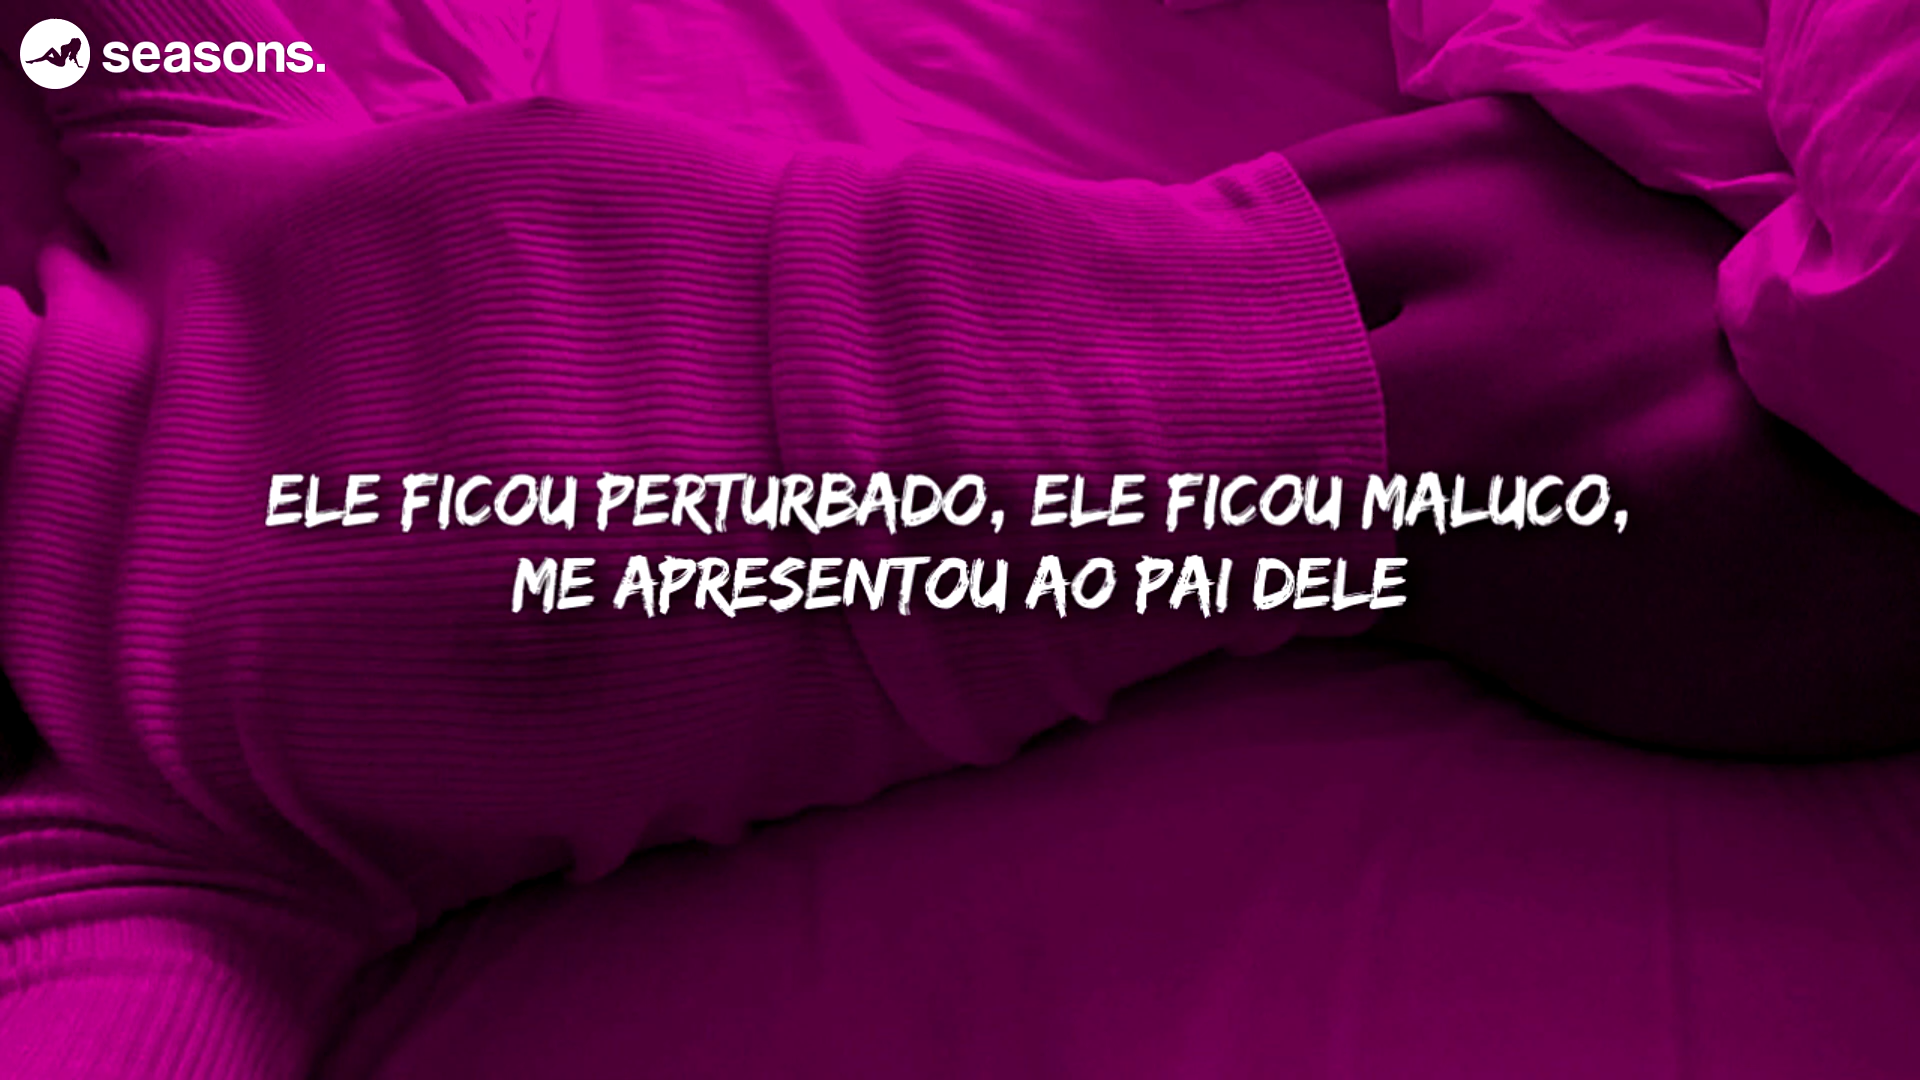 seasons.
ELE FICOU PERTURBADO, ELE FICOU MALUCO,
ME APRESENTOU AO PAI DELE